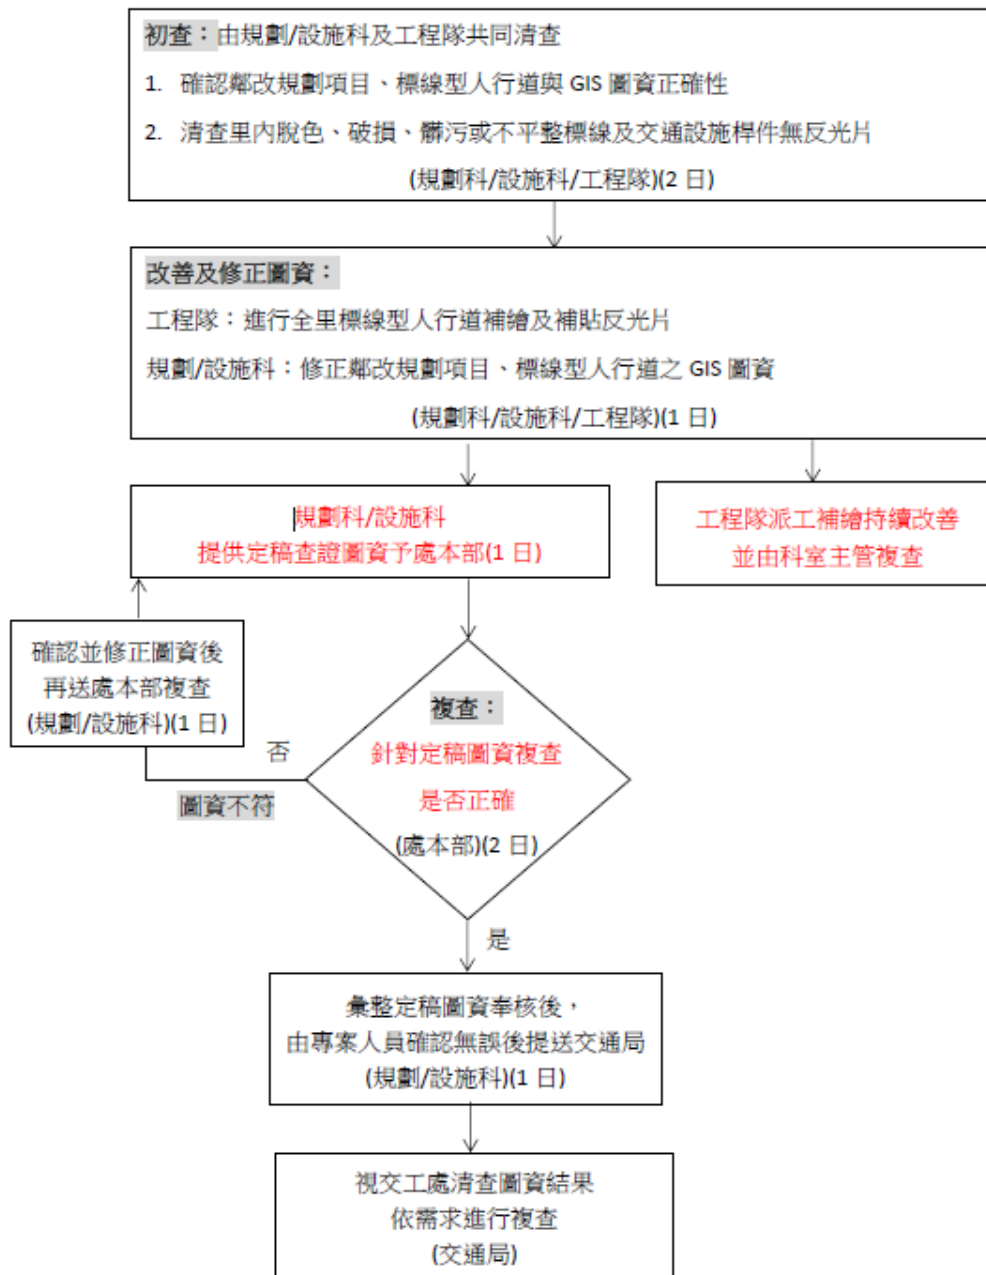 初查：由規劃/設施科及工程隊共同清查
1. 確認鄰改規劃項目、標線型人行道與 GIS 圖資正確性
2. 清查里內脫色、破損、髒污或不平整標線及交通設施桿件無反光片
(規劃科/設施科/工程隊)(2 日)
改善及修正圖資：
工程隊：進行全里標線型人行道補繪及補貼反光片
規劃/設施科：修正鄰改規劃項目、標線型人行道之 GIS 圖資
(規劃科/設施科/工程隊)(1 日)
規劃科/設施科
提供定稿查證圖資予處本部(1 日)
工程隊派工補繪持續改善
並由科室主管複查
確認並修正圖資後
再送處本部複查
(規劃/設施科)(1 日)
否
圖資不符
複查：
針對定稿圖資複查
是否正確
(處本部)(2 日)
是
彙整定稿圖資奉核後，
由專案人員確認無誤後提送交通局
(規劃/設施科)(1 日)
視交工處清查圖資結果
依需求進行複查
(交通局)